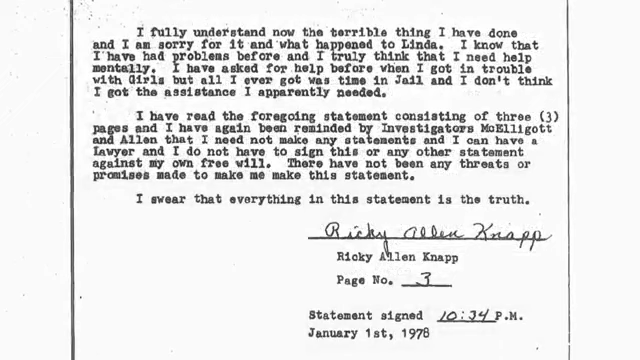 I fully understand now the terrible thing I have done
and I am sorry for it and what happened to Linda. I know that
I have had problems before and I truly think that I need help
mentally. I have asked for help before when I got in trouble
with Girls but all I ever got was time in Jail and I don't think
I got the assistance I apparently needed.
I have read the foregoing statement consisting of three (3)
pages and I have again been reminded by Investigators McElligott
and Allen that I need not make any statements and I can have a
lawyer and I do not have to sign this or any other statement
against my own free will. There have not been any threats or
promises made to make me make this statement.
I swear that everything in this statement is the truth.
Ricky Allen Knapp
Ricky Allen Knapp
Page No. 3
Statement signed 10:34 P.M.
January 1st, 1978